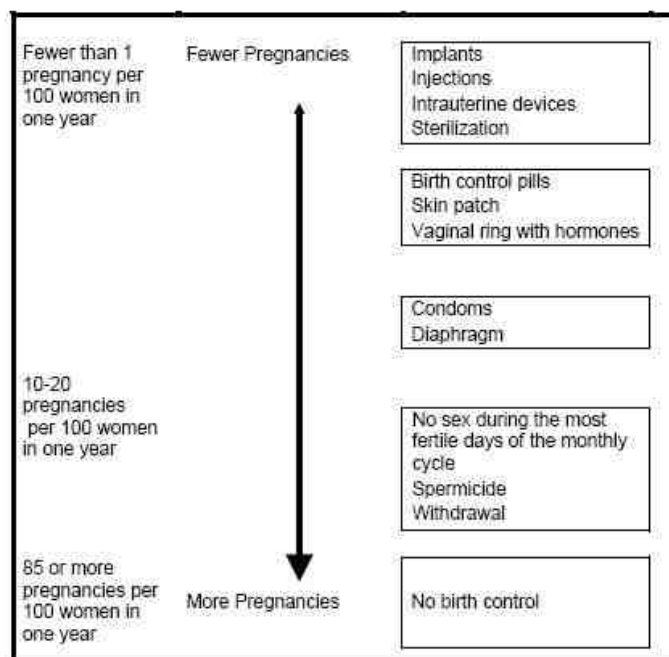 Fewer than 1
pregnancy per
100 women in
one year
Fewer Pregnancies
Implants
Injections
Intrauterine devices
Sterilization
Birth control pills
Skin patch
Vaginal ring with hormones
Condoms
Diaphragm
10-20
pregnancies
per 100 women
in one year
No sex during the most
fertile days of the monthly
cycle
Spermicide
Withdrawal
85 or more
pregnancies per
100 women in
one year
More Pregnancies
No birth control